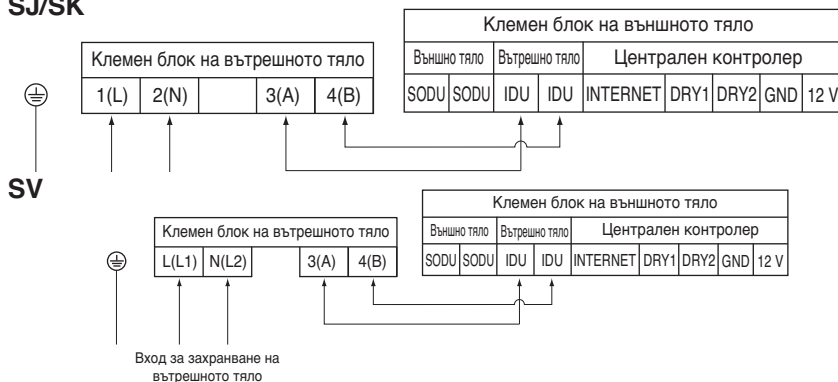 SJ/SK
Клемен блок на външното тяло
Клемен блок на вътрешното тяло
Външно тяло Вътрешно тяло Централен контролер
1(L) 2(N) 3(A) 4(B)
SODU SODU IDU IDU INTERNET DRY1 DRY2 GND 12 V
SV
Клемен блок на външното тяло
Клемен блок на вътрешното тяло
Външно тяло Вътрешно тяло Централен контролер
L(L1) N(L2) 3(A) 4(B)
SODU SODU IDU IDU INTERNET DRY1 DRY2 GND 12 V
Вход за захранване на
вътрешното тяло